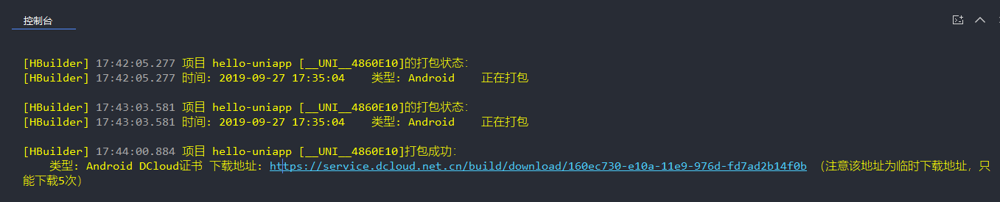 控制台
[HBuilder] 17:42:05.277 项目 hello-uniapp [__UNI__4860E10]的打包状态:
[HBuilder] 17:42:05.277 时间: 2019-09-27 17:35:04    类型: Android    正在打包
[HBuilder] 17:43:03.581 项目 hello-uniapp [__UNI__4860E10]的打包状态:
[HBuilder] 17:43:03.581 时间: 2019-09-27 17:35:04    类型: Android    正在打包
[HBuilder] 17:44:00.884 项目 hello-uniapp [__UNI__4860E10]打包成功:
类型: Android DCloud证书 下载地址: https://service.dcloud.net.cn/build/download/160ec730-e10a-11e9-976d-fd7ad2b14f0b （注意该地址为临时下载地址，只
能下载5次）